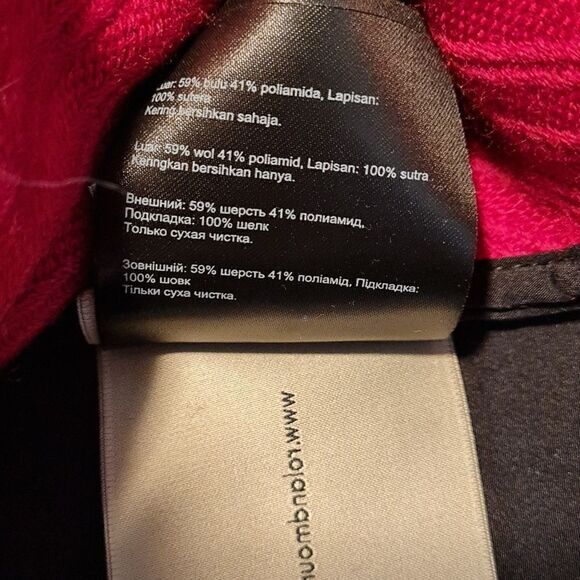 Luar: 59% bulu 41% poliamida, Lapisan:
100% sutera
Kering bersihkan sahaja.
Luar: 59% wol 41% poliamid, Lapisan: 100% sutra
Keringkan bersihkan hanya.
Внешний: 59% шерсть 41% полиамид,
Подкладка: 100% шелк
Только сухая чистка.
Зовнішній: 59% шерсть 41% поліамід, Підкладка:
100% шовк
Тільки суха чистка.
www.rolandmour